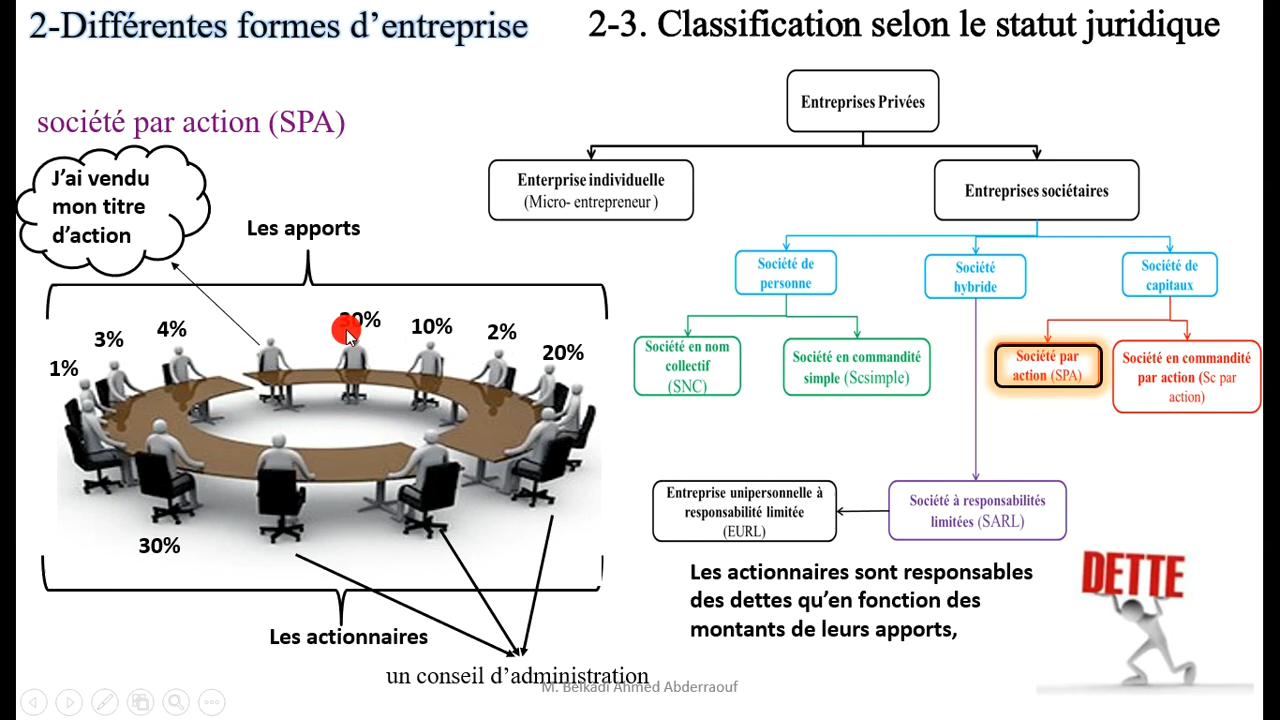 2-Différentes formes d’entreprise
2-3. Classification selon le statut juridique
société par action (SPA)
J’ai vendu
mon titre
d’action
Les apports
1%
3%
4%
10%
2%
20%
30%
Les actionnaires
un conseil d’administration
Entreprises Privées
Enterprise individuelle
(Micro- entrepreneur )
Entreprises sociétaires
Société de
personne
Société
hybride
Société de
capitaux
Société en nom
collectif
(SNC)
Société en commandité
simple (Scsimple)
Société par
action (SPA)
Société en commandité
par action (Sc par
action)
Entreprise unipersonnelle à
responsabilité limitée
(EURL)
Société à responsabilités
limitées (SARL)
Les actionnaires sont responsables
des dettes qu’en fonction des
montants de leurs apports,
DETTE
M. Belkadi Ahmed Abderraouf